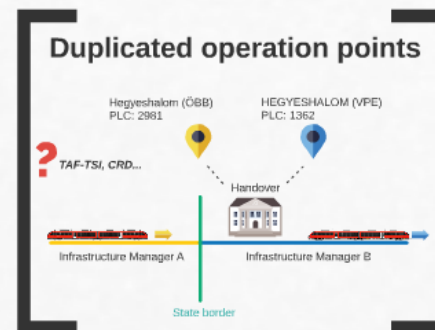 Duplicated operation points
Hegyeshalom (ÖBB)
PLC: 2981
HEGYESHALOM (VPE)
PLC: 1362
?
TAF-TSI, CRD...
Handover
Infrastructure Manager A
Infrastructure Manager B
State border